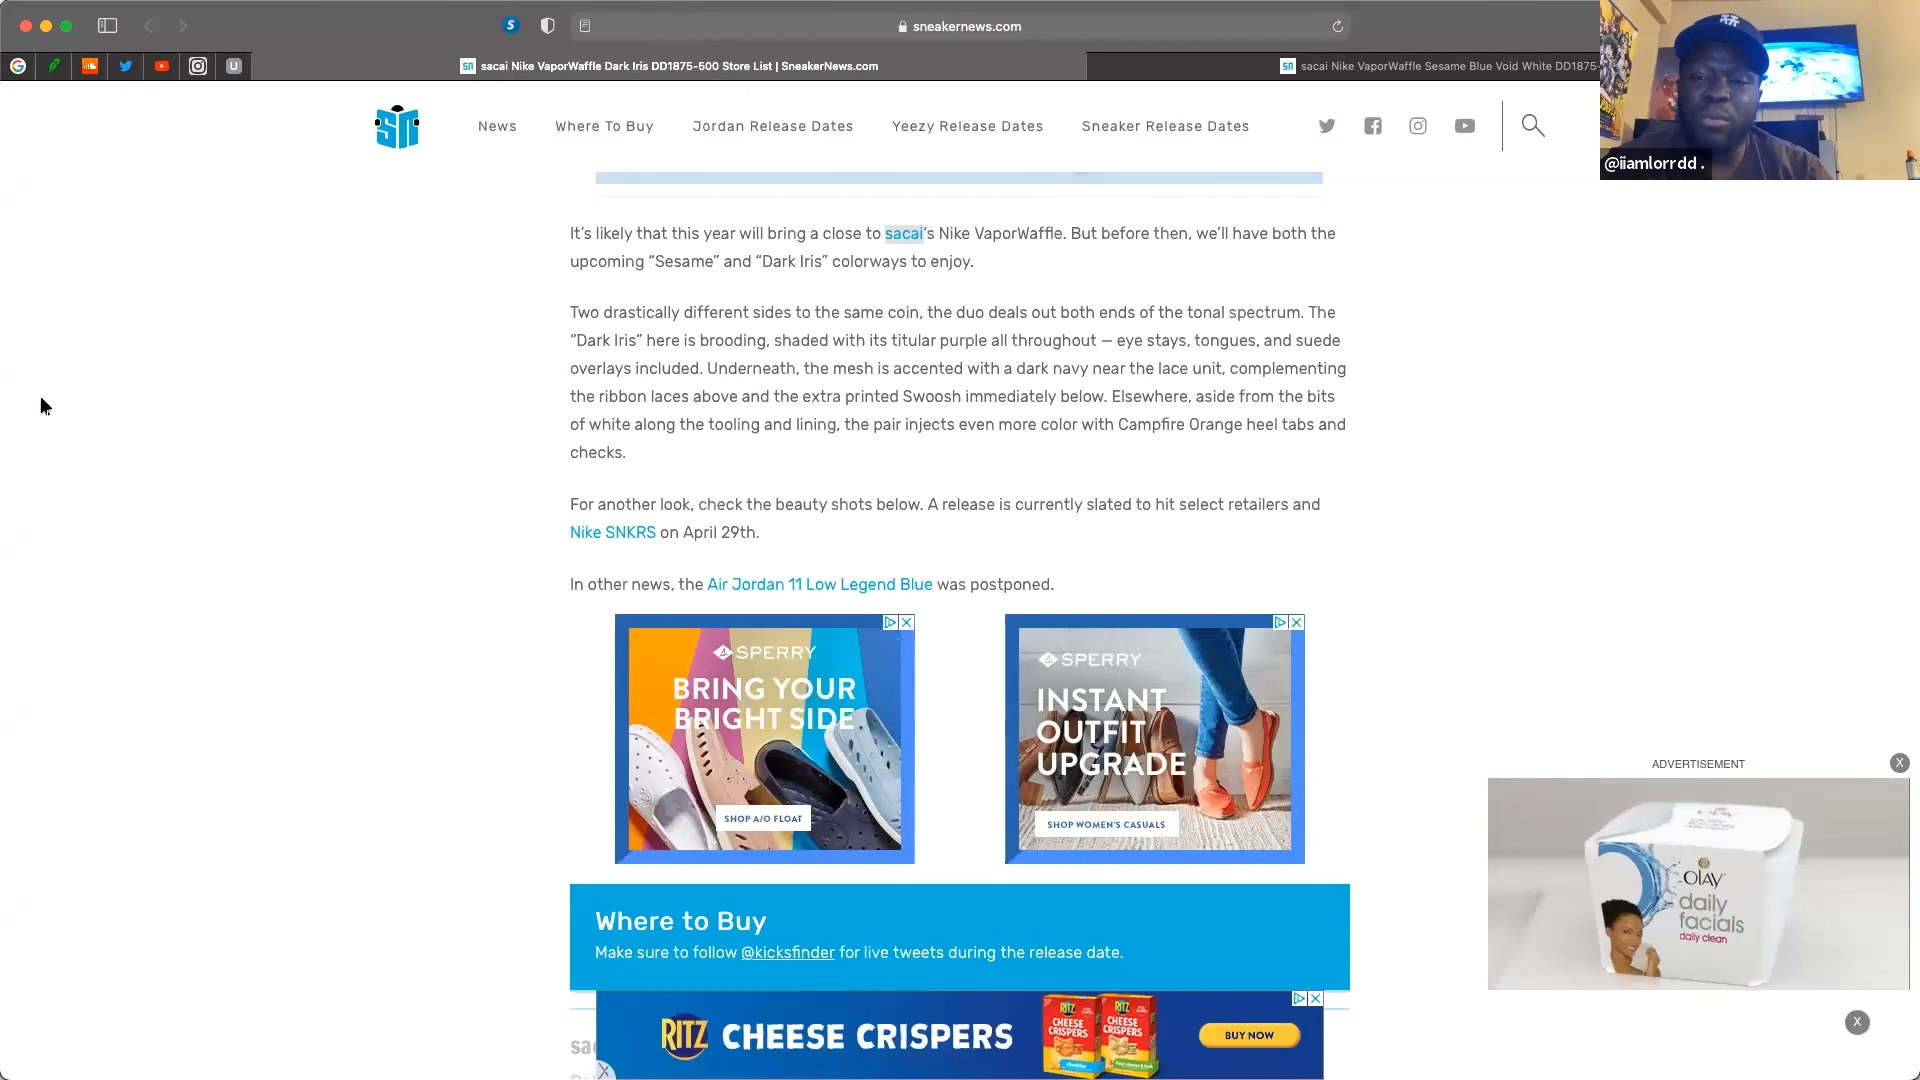 sneakernews.com
sacai Nike VaporWaffle Dark Iris DD1875-500 Store List | SneakerNews.com
sacai Nike VaporWaffle Sesame Blue Void White DD1875-
@iiamlorrdd .
News
Where To Buy
Jordan Release Dates
Yeezy Release Dates
Sneaker Release Dates
It's likely that this year will bring a close to sacai's Nike VaporWaffle. But before then, we'll have both the
upcoming “Sesame” and “Dark Iris” colorways to enjoy.
Two drastically different sides to the same coin, the duo deals out both ends of the tonal spectrum. The
“Dark Iris” here is brooding, shaded with its titular purple all throughout — eye stays, tongues, and suede
overlays included. Underneath, the mesh is accented with a dark navy near the lace unit, complementing
the ribbon laces above and the extra printed Swoosh immediately below. Elsewhere, aside from the bits
of white along the tooling and lining, the pair injects even more color with Campfire Orange heel tabs and
checks.
For another look, check the beauty shots below. A release is currently slated to hit select retailers and
Nike SNKRS on April 29th.
In other news, the Air Jordan 11 Low Legend Blue was postponed.
SPERRY
BRING YOUR
BRIGHT SIDE
SHOP A/O FLOAT
SPERRY
INSTANT
OUTFIT
UPGRADE
SHOP WOMEN'S CASUALS
ADVERTISEMENT
X
OLAY
daily
facials
daily clean
X
Where to Buy
Make sure to follow @kicksfinder for live tweets during the release date.
RITZ CHEESE CRISPERS
RITZ
CHEESE
CRISPERS
RITZ
CHEESE
CRISPERS
BUY NOW